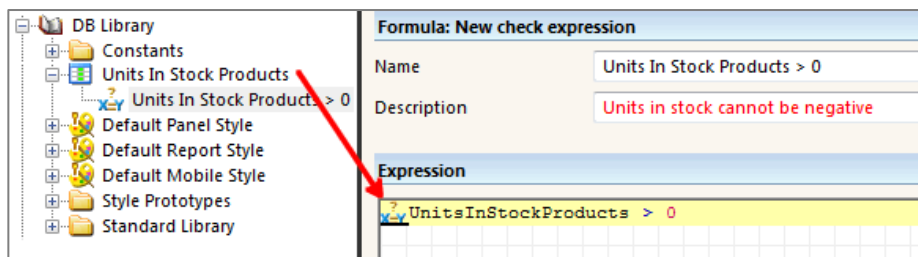 DB Library
Constants
Units In Stock Products
Units In Stock Products > 0
Default Panel Style
Default Report Style
Default Mobile Style
Style Prototypes
Standard Library
Formula: New check expression
Name Units In Stock Products > 0
Description Units in stock cannot be negative
Expression
UnitsInStockProducts > 0